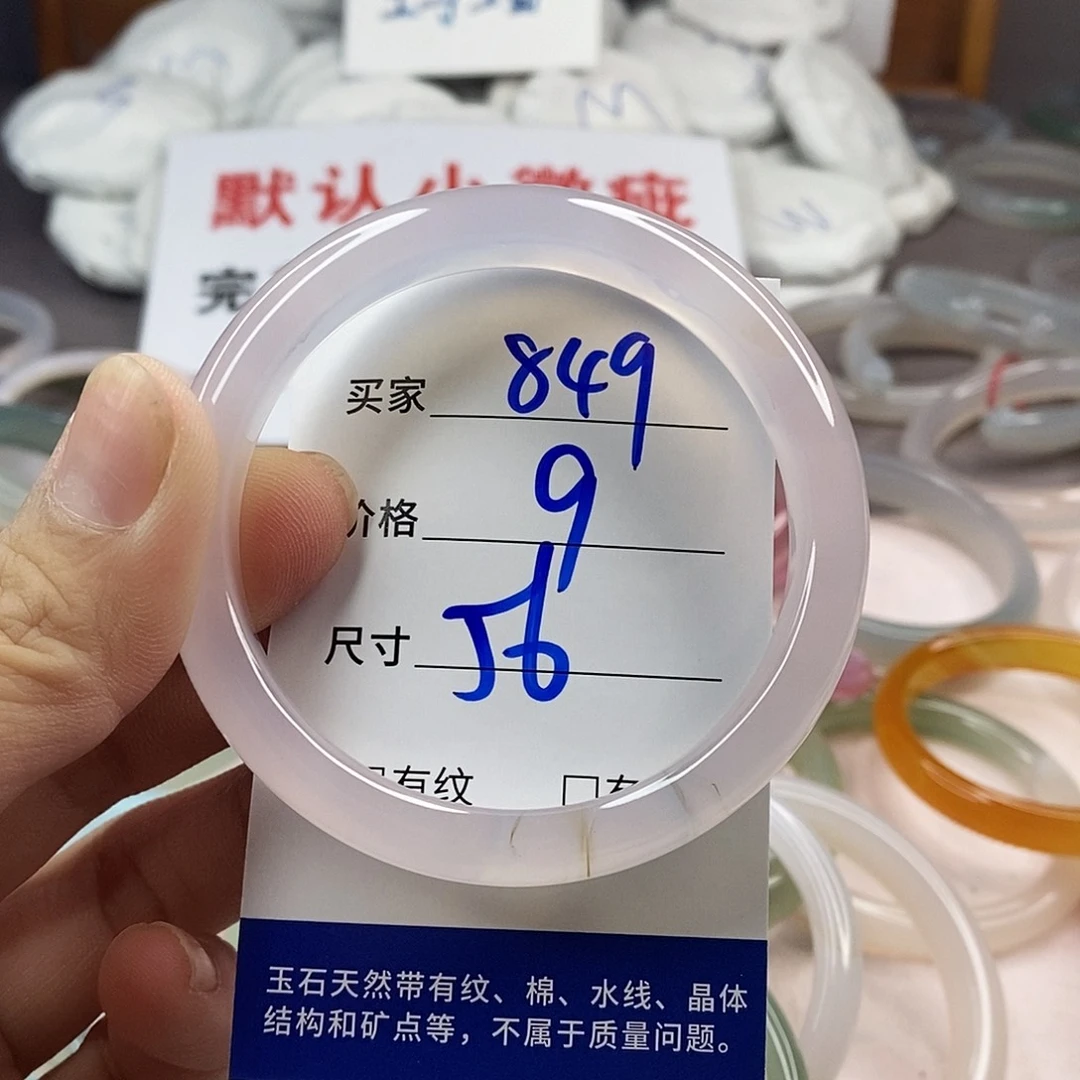 默认小微疵
完
买家 849
价格 9
尺寸 56
有纹
玉石天然带有纹、棉、水线、晶体
结构和矿点等，不属于质量问题。